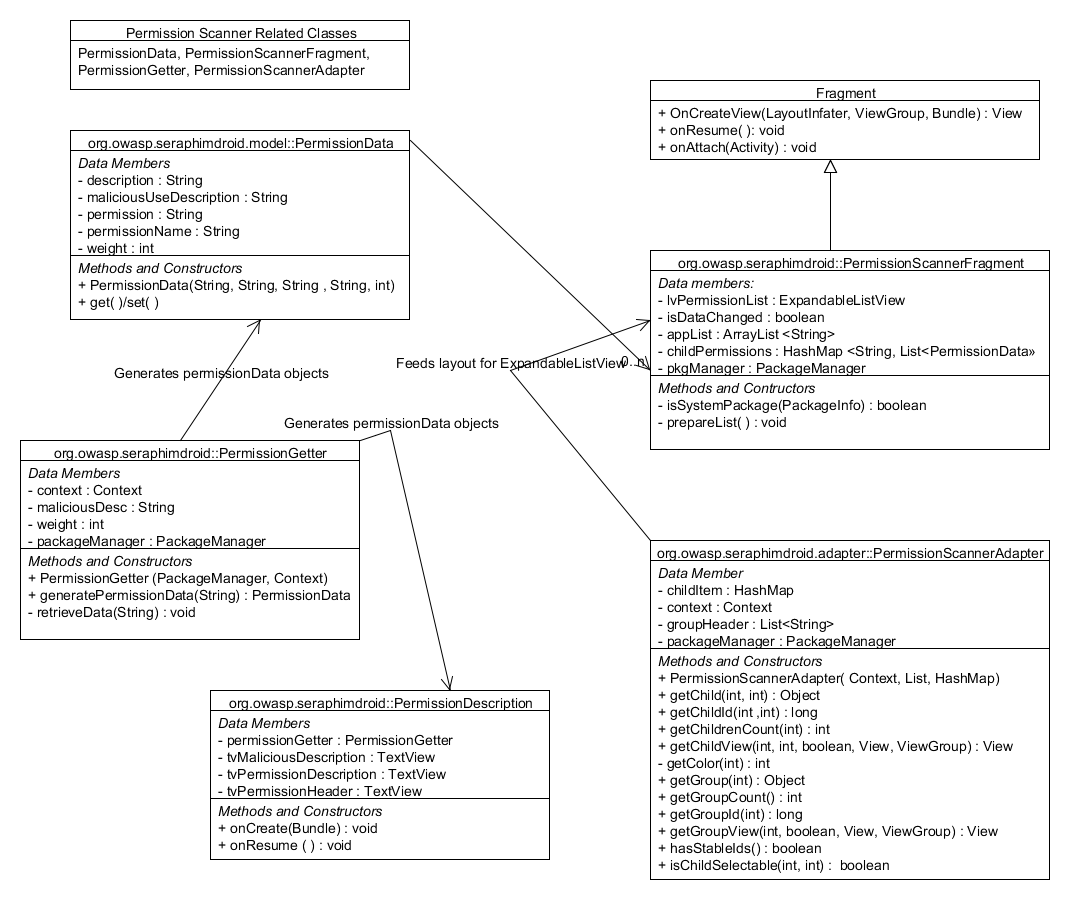 Permission Scanner Related Classes
PermissionData, PermissionScannerFragment,
PermissionGetter, PermissionScannerAdapter
Fragment
+ OnCreateView(LayoutInfater, ViewGroup, Bundle) : View
+ onResume( ): void
+ onAttach(Activity) : void
org.owasp.seraphimdroid.model::PermissionData
Data Members
- description : String
- maliciousUseDescription : String
- permission : String
- permissionName : String
- weight : int
Methods and Constructors
+ PermissionData(String, String, String , String, int)
+ get( )/set( )
org.owasp.seraphimdroid::PermissionScannerFragment
Data members:
- lvPermissionList : ExpandableListView
- isDataChanged : boolean
- appList : ArrayList <String>
- childPermissions : HashMap <String, List<PermissionData»
- pkgManager : PackageManager
Methods and Contructors
- isSystemPackage(PackageInfo) : boolean
- prepareList( ) : void
Feeds layout for ExpandableListView
0..n
Generates permissionData objects
Generates permissionData objects
org.owasp.seraphimdroid::PermissionGetter
Data Members
- context : Context
- maliciousDesc : String
- weight : int
- packageManager : PackageManager
Methods and Constructors
+ PermissionGetter (PackageManager, Context)
+ generatePermissionData(String) : PermissionData
- retrieveData(String) : void
org.owasp.seraphimdroid.adapter::PermissionScannerAdapter
Data Member
- childItem : HashMap
- context : Context
- groupHeader : List<String>
- packageManager : PackageManager
Methods and Constructors
+ PermissionScannerAdapter( Context, List, HashMap)
+ getChild(int, int) : Object
+ getChildId(int ,int) : long
+ getChildrenCount(int) : int
+ getChildView(int, int, boolean, View, ViewGroup) : View
- getColor(int) : int
+ getGroup(int) : Object
+ getGroupCount() : int
+ getGroupId(int) : long
+ getGroupView(int, boolean, View, ViewGroup) : View
+ hasStableIds() : boolean
+ isChildSelectable(int, int) : boolean
org.owasp.seraphimdroid::PermissionDescription
Data Members
- permissionGetter : PermissionGetter
- tvMaliciousDescription : TextView
- tvPermissionDescription : TextView
- tvPermissionHeader : TextView
Methods and Constructors
+ onCreate(Bundle) : void
+ onResume ( ) : void